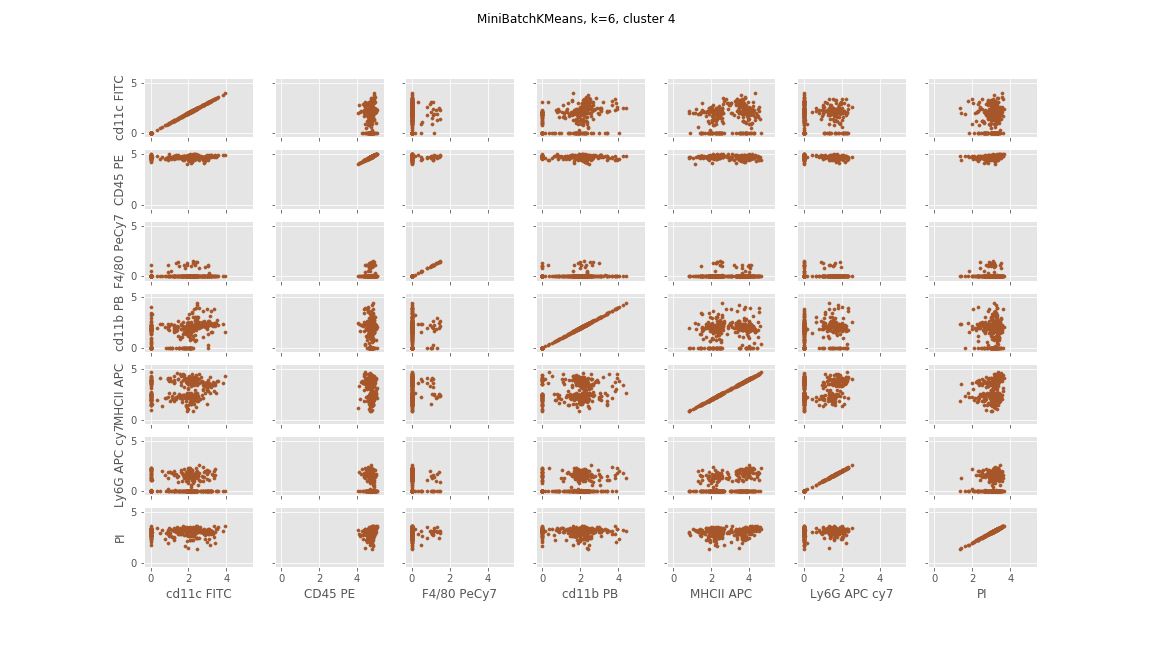 MiniBatchKMeans, k=6, cluster 4
cd11c FITC
5
0
CD45 PE
5
0
F4/80 PeCy7
5
0
cd11b PB
5
0
MHCII APC
5
0
Ly6G APC cy7
5
0
PI
5
0
0 2 4 0 2 4 0 2 4 0 2 4 0 2 4 0 2 4 0 2 4
cd11c FITC CD45 PE F4/80 PeCy7 cd11b PB MHCII APC Ly6G APC cy7 PI